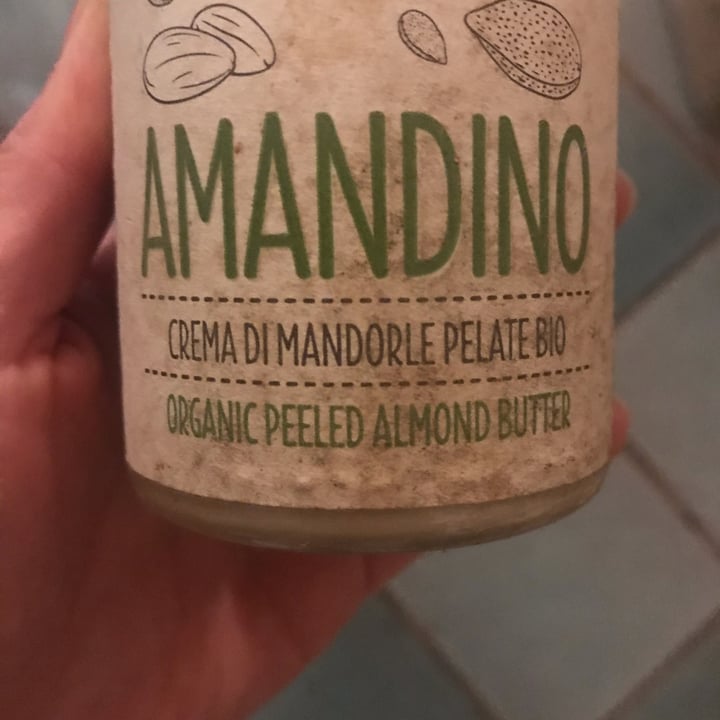 AMANDINO
CREMA DI MANDORLE PELATE BIO
ORGANIC PEELED ALMOND BUTTER